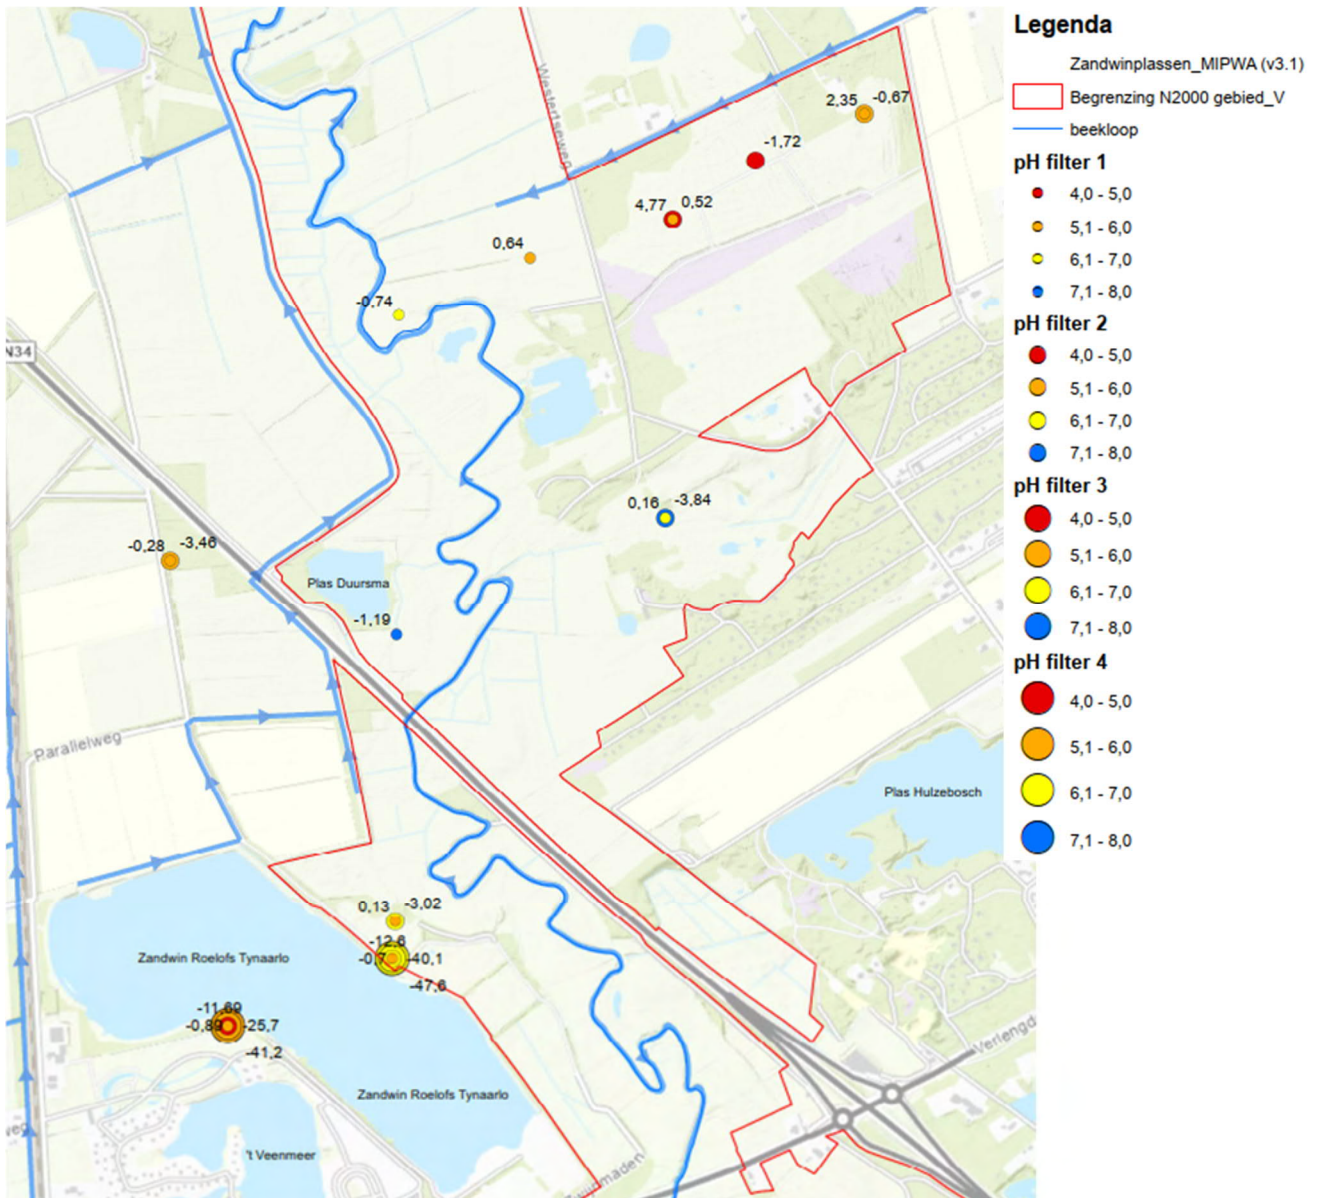 Legenda
Zandwinplassen_MIPWA (v3.1)
Begrenzing N2000 gebied_V
beekloop
pH filter 1
4,0 - 5,0
5,1 - 6,0
6,1 - 7,0
7,1 - 8,0
pH filter 2
4,0 - 5,0
5,1 - 6,0
6,1 - 7,0
7,1 - 8,0
pH filter 3
4,0 - 5,0
5,1 - 6,0
6,1 - 7,0
7,1 - 8,0
pH filter 4
4,0 - 5,0
5,1 - 6,0
6,1 - 7,0
7,1 - 8,0
Westertseweg
2,35 -0,67
-1,72
4,77 0,52
0,64
-0,74
N34
0,16 -3,84
-0,28 -3,46
Plas Duursma
-1,19
Parallelweg
Plas Hulzebosch
0,13 -3,02
-12,6
-0,7 -40,1
-47,6
Zandwin Roelofs Tynaarlo
-11,69
-0,89 -25,7
-41,2
Verlengd
Zandwin Roelofs Tynaarlo
weg
't Veenmeer